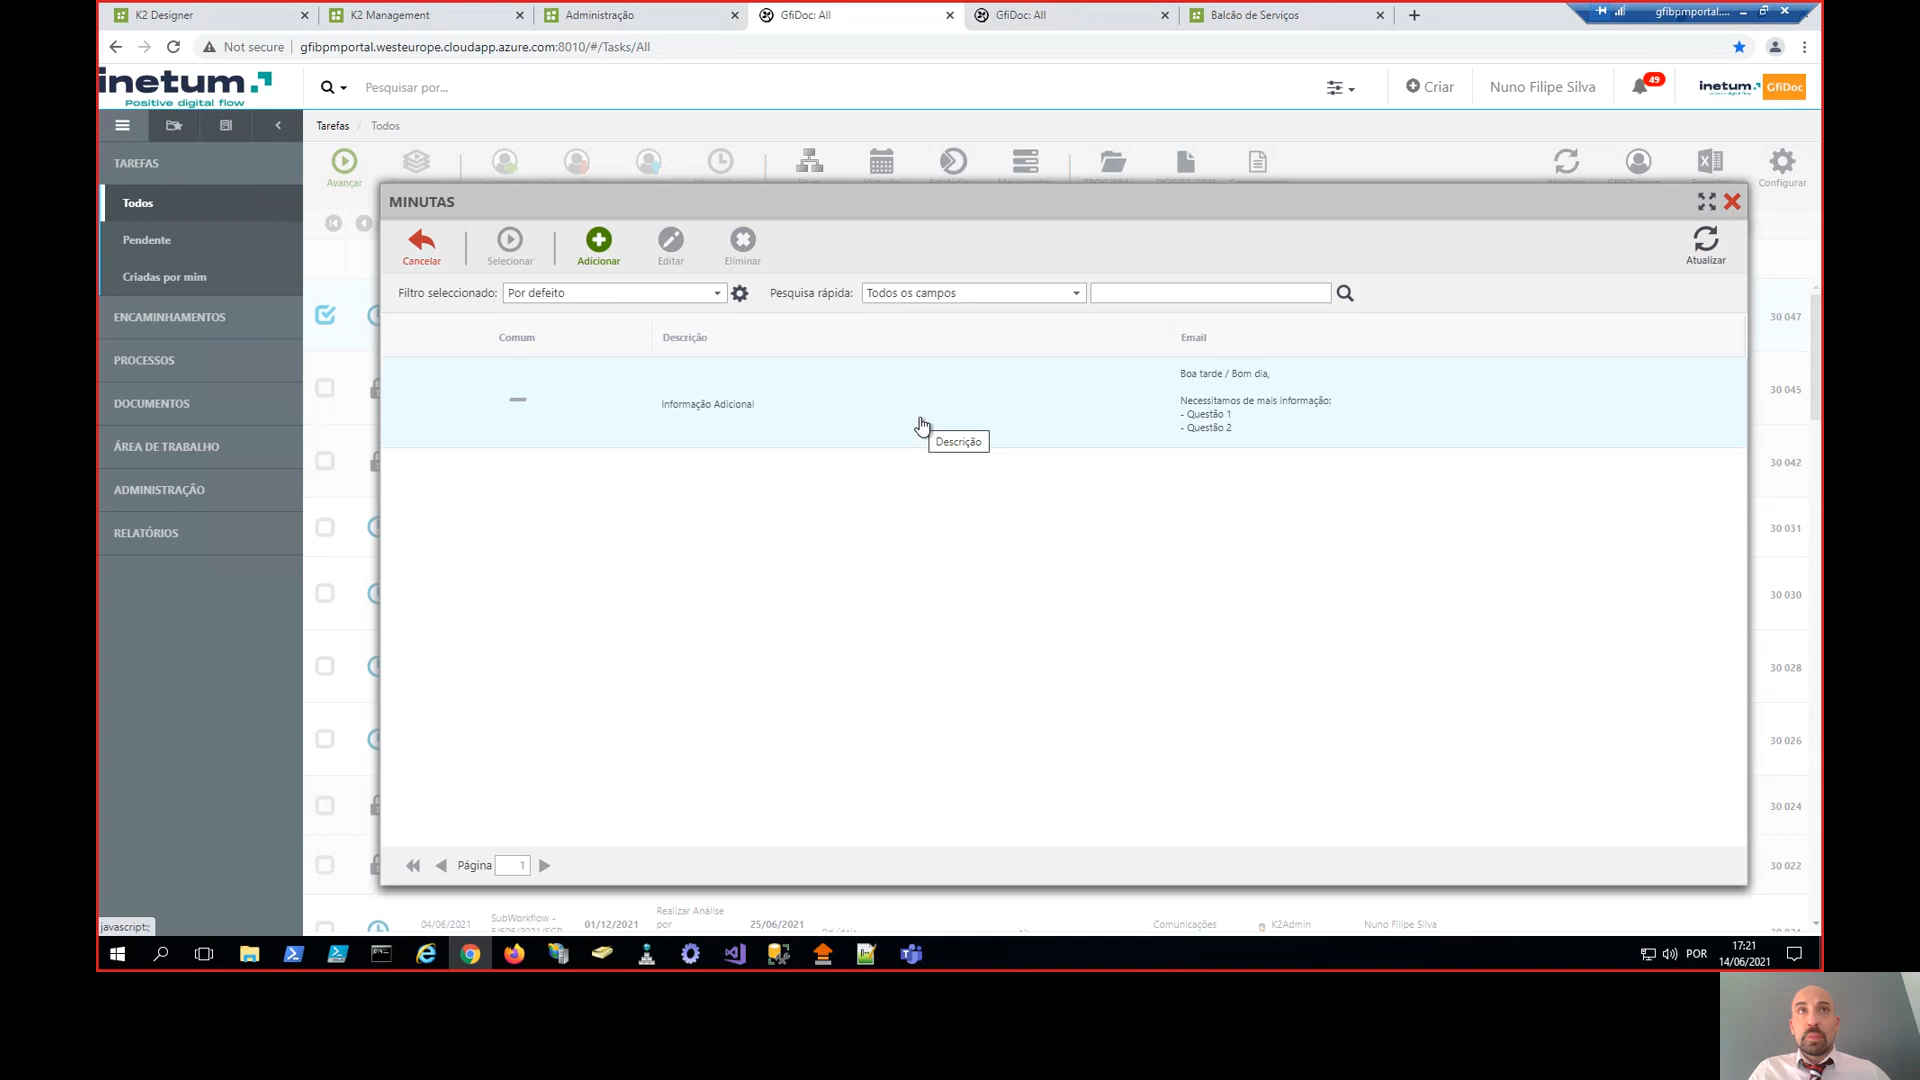 K2 Designer
K2 Management
Administração
GfiDoc: All
GfiDoc: All
Balcão de Serviços
gfibpmportal....
Not secure
gfibpmportal.westeurope.cloudapp.azure.com:8010/#/Tasks/All
inetum
Positive digital flow
Pesquisar por...
Criar
Nuno Filipe Silva
49
inetum
GfiDoc
Tarefas / Todos
TAREFAS
Todos
Pendente
Criadas por mim
ENCAMINHAMENTOS
PROCESSOS
DOCUMENTOS
ÁREA DE TRABALHO
ADMINISTRAÇÃO
RELATÓRIOS
Avançar
Configurar
MINUTAS
Cancelar
Selecionar
Adicionar
Editar
Eliminar
Atualizar
Filtro seleccionado:
Por defeito
Pesquisa rápida:
Todos os campos
Comum
Descrição
Email
Informação Adicional
Boa tarde / Bom dia,
Necessitamos de mais informação:
- Questão 1
- Questão 2
Descrição
30 047
30 045
30 042
30 031
30 030
30 028
30 026
30 024
30 022
Página
1
04/06/2021
SubWorkflow -
01/12/2021
Realizar Análise
por
25/06/2021
Comunicações
K2Admin
Nuno Filipe Silva
javascript:;
POR
17:21
14/06/2021